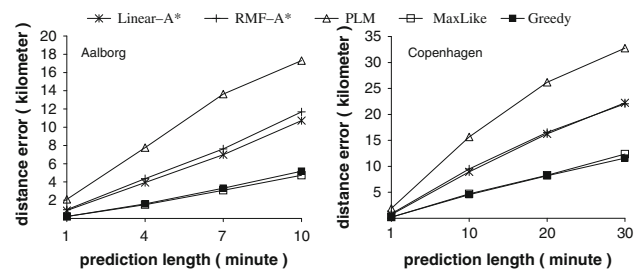 Linear–A* RMF–A* PLM MaxLike Greedy
Aalborg
distance error ( kilometer )
20
18
16
14
12
10
8
6
4
2
1 4 7 10
prediction length ( minute )
Copenhagen
distance error ( kilometer )
35
30
25
20
15
10
5
1 10 20 30
prediction length ( minute )